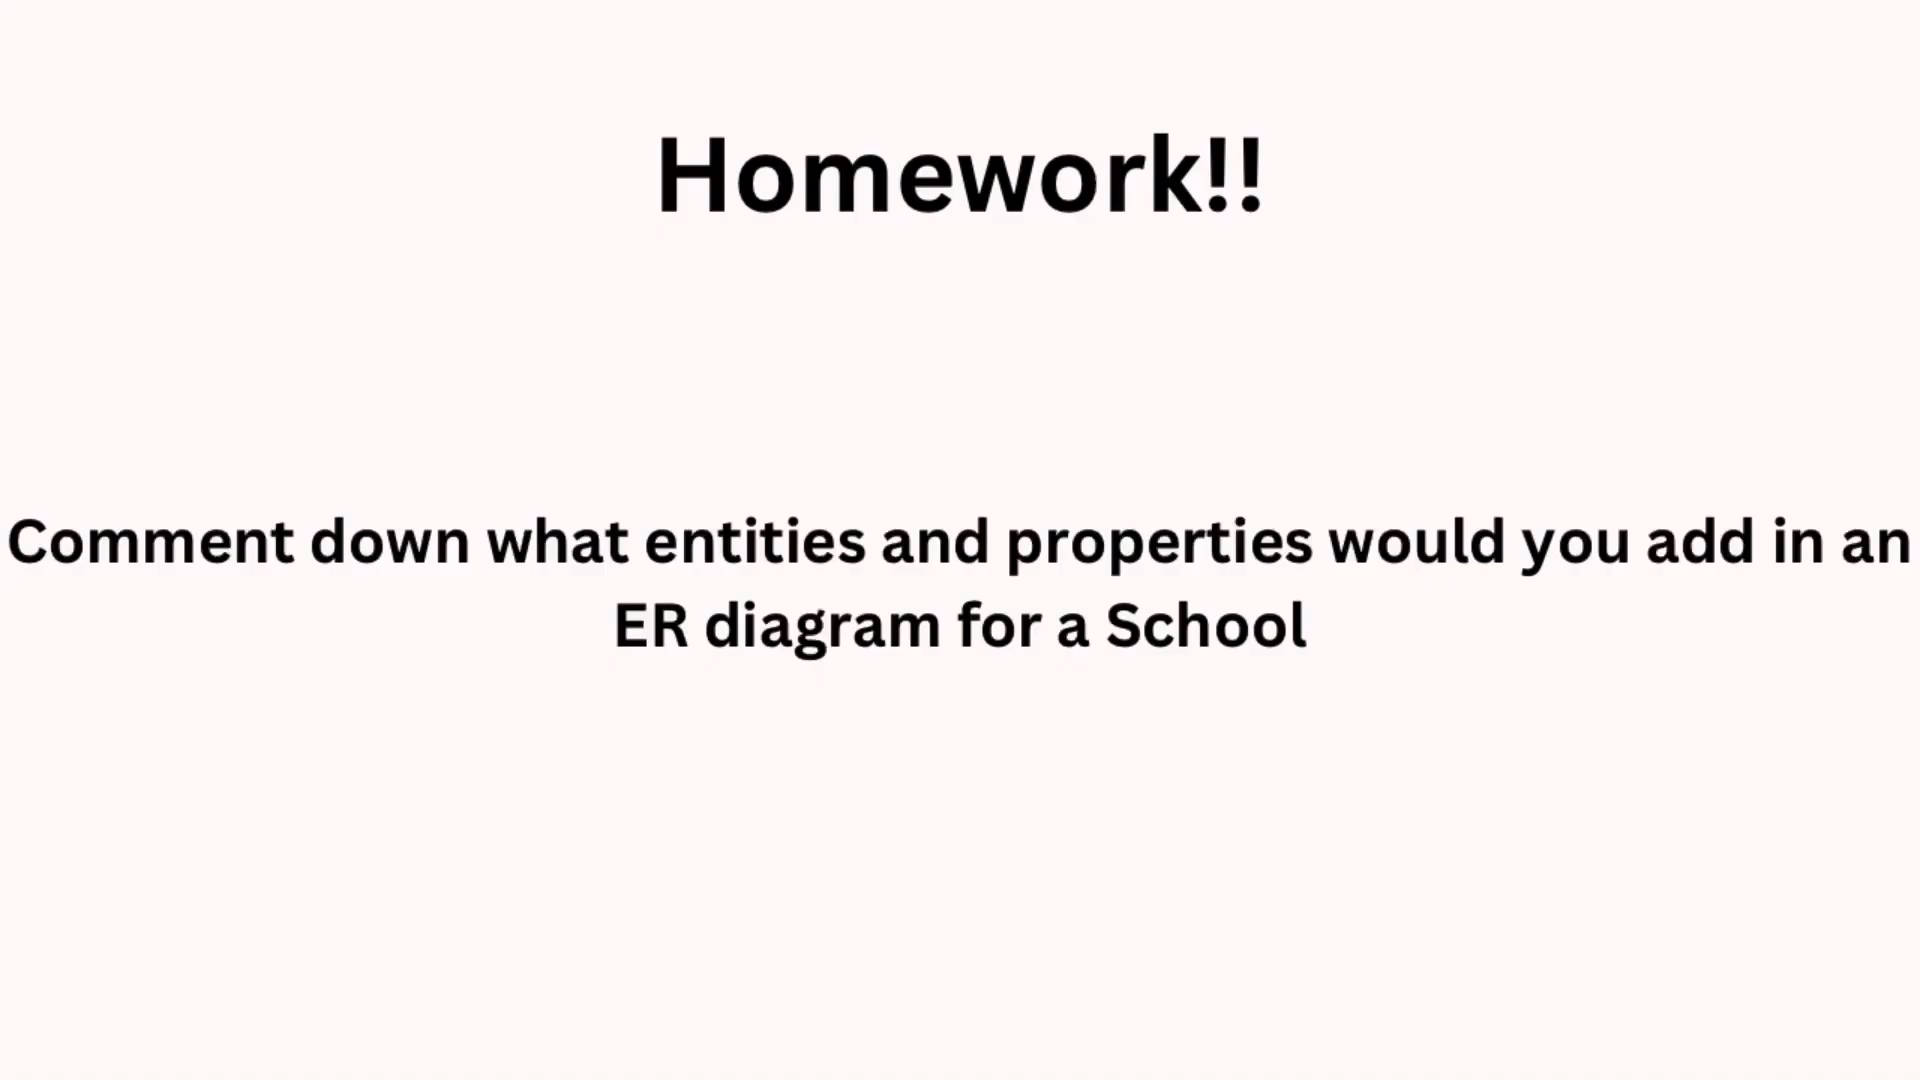 Homework!!
Comment down what entities and properties would you add in an
ER diagram for a School